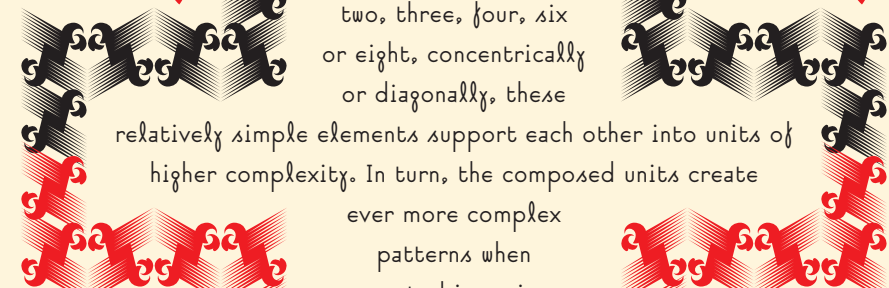 two, three, four, six
or eight, concentrically
or diagonally, these
relatively simple elements support each other into units of
higher complexity. In turn, the composed units create
ever more complex
patterns when